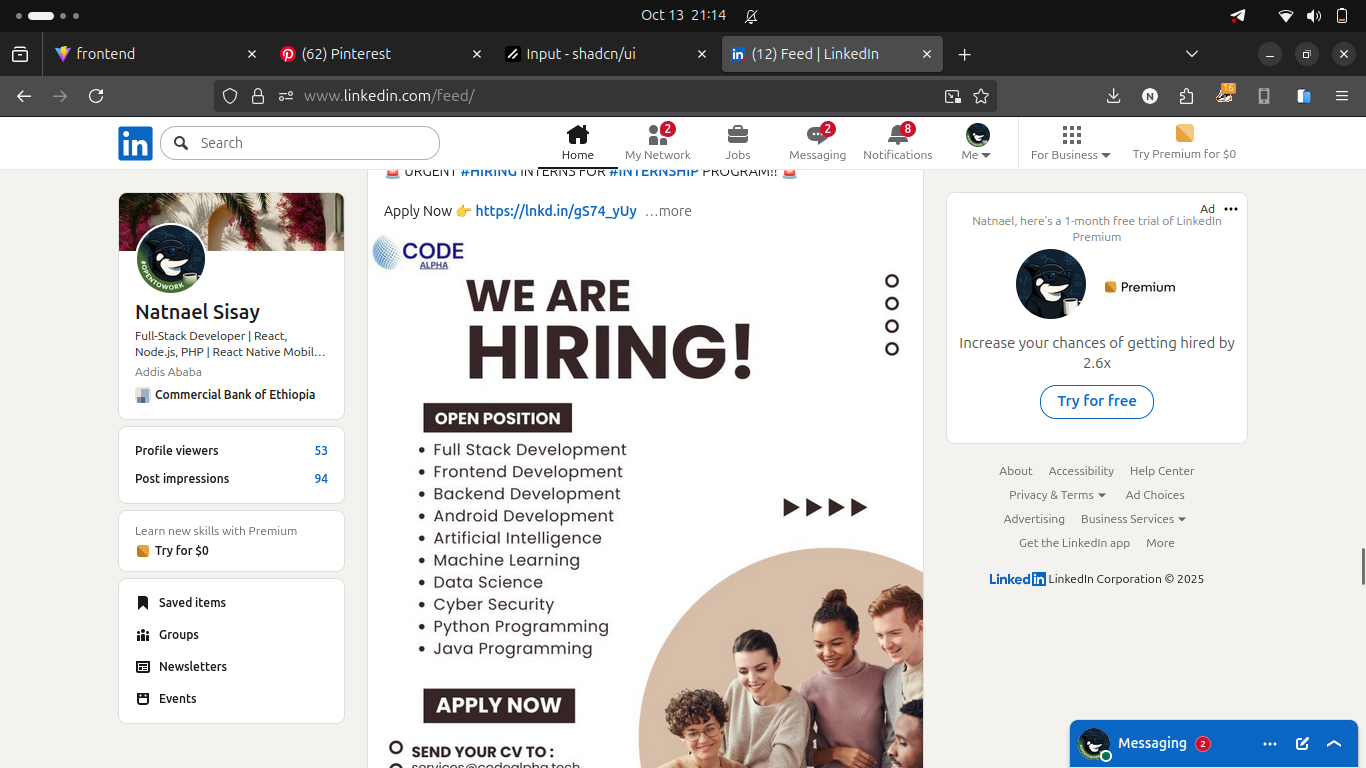 Oct 13 21:14
frontend
(62) Pinterest
Input - shadcn/ui
in (12) Feed | LinkedIn
www.linkedin.com/feed/
N
16
in
Search
Home
2
My Network
Jobs
2
Messaging
8
Notifications
Me
For Business
Try Premium for $0
🚨 URGENT #HIRING INTERNS FOR #INTERNSHIP PROGRAM!! 🚨
Apply Now 👉 https://lnkd.in/gS74_yUy …more
CODE
ALPHA
WE ARE
HIRING!
OPEN POSITION
• Full Stack Development
• Frontend Development
• Backend Development
• Android Development
• Artificial Intelligence
• Machine Learning
• Data Science
• Cyber Security
• Python Programming
• Java Programming
APPLY NOW
SEND YOUR CV TO :
services@codealpha.tech
#OPENTOWORK
Natnael Sisay
Full-Stack Developer | React,
Node.js, PHP | React Native Mobil…
Addis Ababa
Commercial Bank of Ethiopia
Profile viewers 53
Post impressions 94
Learn new skills with Premium
Try for $0
Saved items
Groups
Newsletters
Events
Ad •••
Natnael, here's a 1-month free trial of LinkedIn
Premium
Premium
Increase your chances of getting hired by
2.6x
Try for free
About Accessibility Help Center
Privacy & Terms Ad Choices
Advertising Business Services
Get the LinkedIn app More
LinkedIn LinkedIn Corporation © 2025
Messaging 2